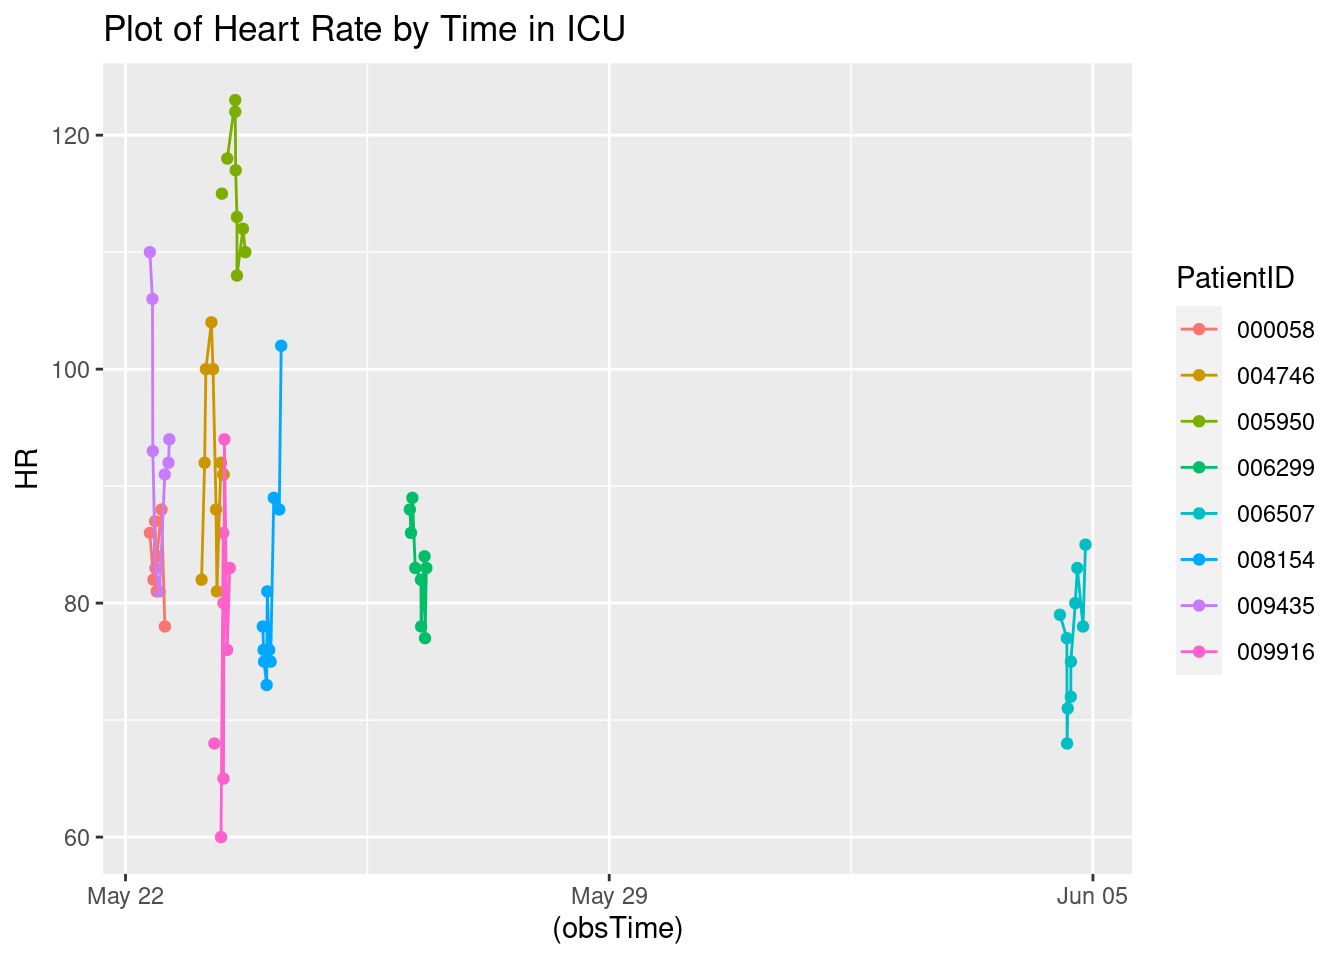 Plot of Heart Rate by Time in ICU
HR
120
100
80
60
May 22
May 29
Jun 05
(obsTime)
PatientID
000058
004746
005950
006299
006507
008154
009435
009916